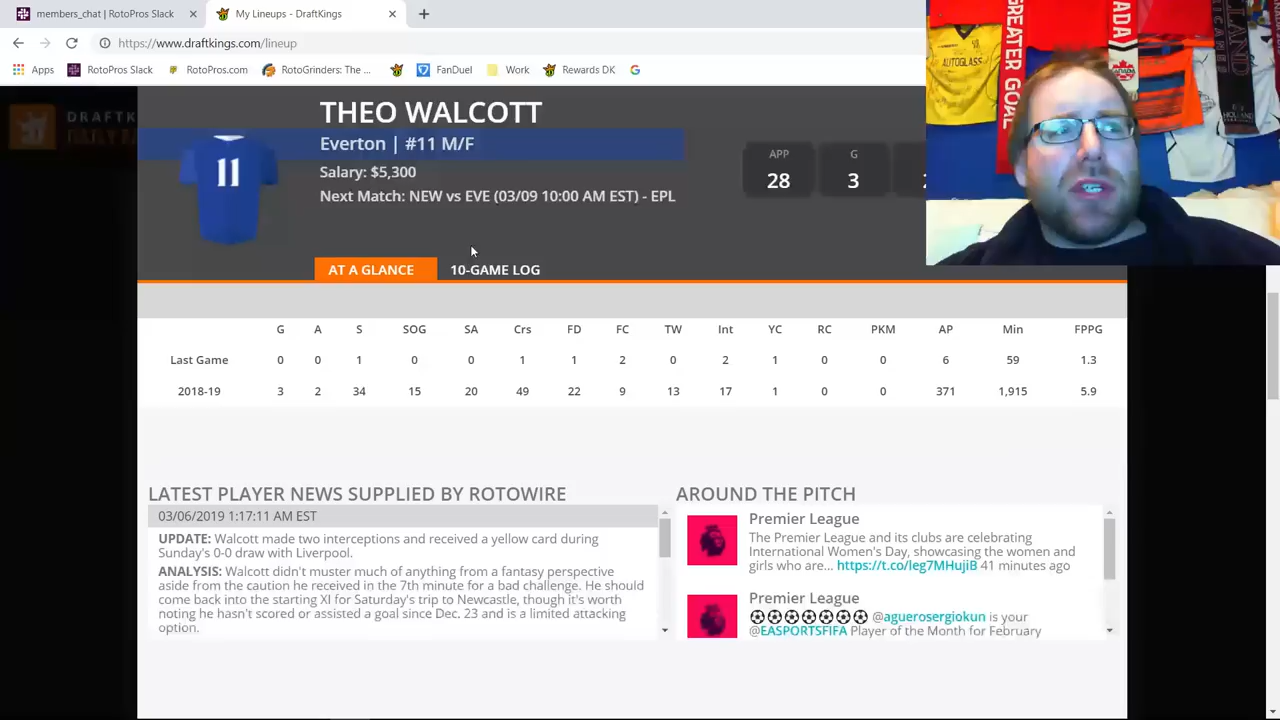 members_chat | RotoPros Slack
My Lineups - DraftKings
https://www.draftkings.com/lineup
Apps
RotoPros Slack
RotoPros.com
RotoGrinders: The ...
FanDuel
Work
Rewards DK
DRAFTK
THEO WALCOTT
Everton | #11 M/F
Salary: $5,300
Next Match: NEW vs EVE (03/09 10:00 AM EST) - EPL
11
APP
28
G
3
AT A GLANCE
10-GAME LOG
G A S SOG SA Crs FD FC TW Int YC RC PKM AP Min FPPG
Last Game 0 0 1 0 0 1 1 2 0 2 1 0 0 6 59 1.3
2018-19 3 2 34 15 20 49 22 9 13 17 1 0 0 371 1,915 5.9
LATEST PLAYER NEWS SUPPLIED BY ROTOWIRE
03/06/2019 1:17:11 AM EST
UPDATE: Walcott made two interceptions and received a yellow card during
Sunday's 0-0 draw with Liverpool.
ANALYSIS: Walcott didn't muster much of anything from a fantasy perspective
aside from the caution he received in the 7th minute for a bad challenge. He should
come back into the starting XI for Saturday's trip to Newcastle, though it's worth
noting he hasn't scored or assisted a goal since Dec. 23 and is a limited attacking
option.
AROUND THE PITCH
Premier League
The Premier League and its clubs are celebrating
International Women's Day, showcasing the women and
girls who are... https://t.co/leg7MHujiB 41 minutes ago
Premier League
⚽⚽⚽⚽⚽⚽⚽ @aguerosergiokun is your
@EASPORTSFIFA Player of the Month for February
GREATER GOAL
AUTOGLASS